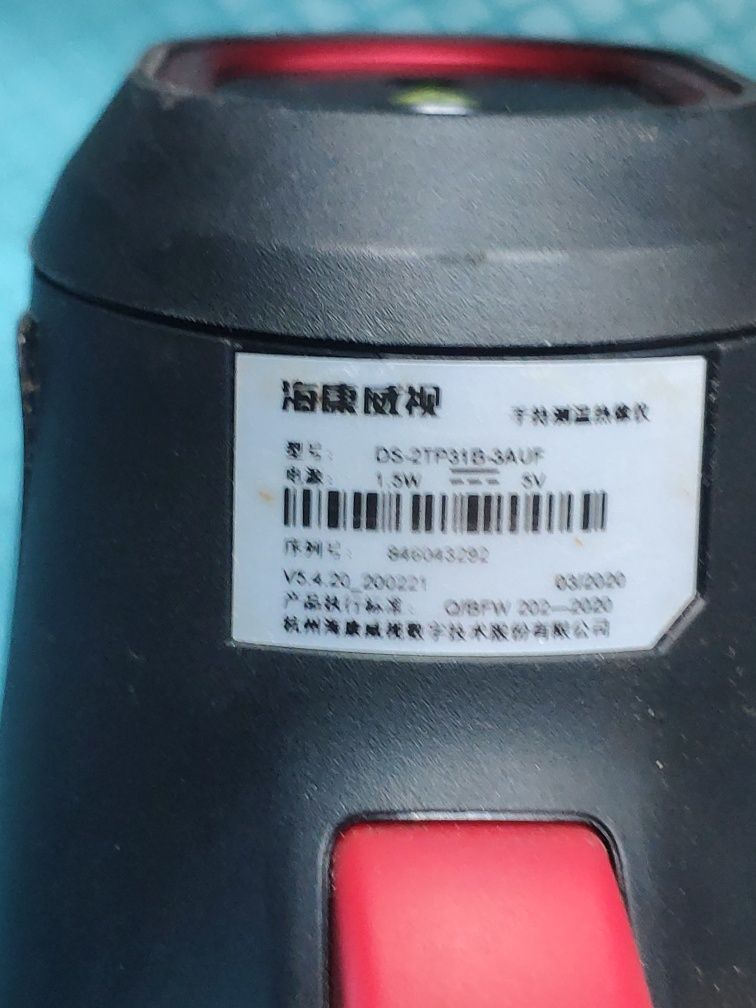 海康威视
手持测温热像仪
型号： DS-2TP31B-3AUF
电源： 1.5W 5V
序列号： 846043292
V5.4.20_200221 03/2020
产品执行标准： Q/BFW 202—2020
杭州海康威视数字技术股份有限公司